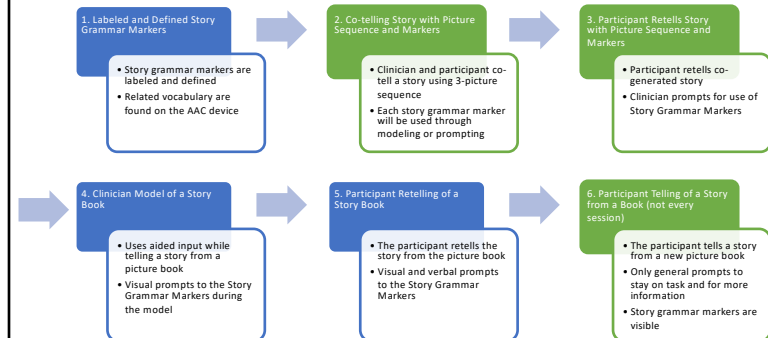 1. Labeled and Defined Story
Grammar Markers
• Story grammar markers are
labeled and defined
• Related vocabulary are
found on the AAC device
2. Co-telling Story with Picture
Sequence and Markers
• Clinician and participant co-
tell a story using 3-picture
sequence
• Each story grammar marker
will be used through
modeling or prompting
3. Participant Retells Story
with Picture Sequence and
Markers
• Participant retells co-
generated story
• Clinician prompts for use of
Story Grammar Markers
4. Clinician Model of a Story
Book
• Uses aided input while
telling a story from a
picture book
• Visual prompts to the Story
Grammar Markers during
the model
5. Participant Retelling of a
Story Book
• The participant retells the
story from the picture book
• Visual and verbal prompts
to the Story Grammar
Markers
6. Participant Telling of a Story
from a Book (not every
session)
• The participant tells a story
from a new picture book
• Only general prompts to
stay on task and for more
information
• Story grammar markers are
visible